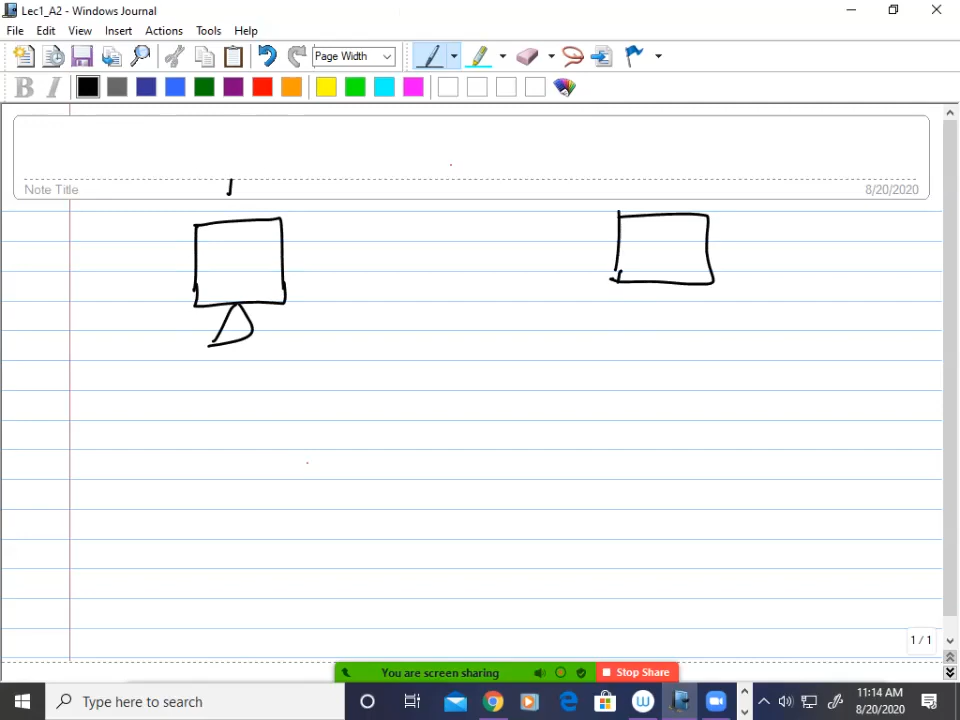 Lec1_A2 - Windows Journal
File Edit View Insert Actions Tools Help
Page Width
B I
Note Title
8/20/2020
1 / 1
You are screen sharing
Stop Share
Type here to search
11:14 AM
8/20/2020